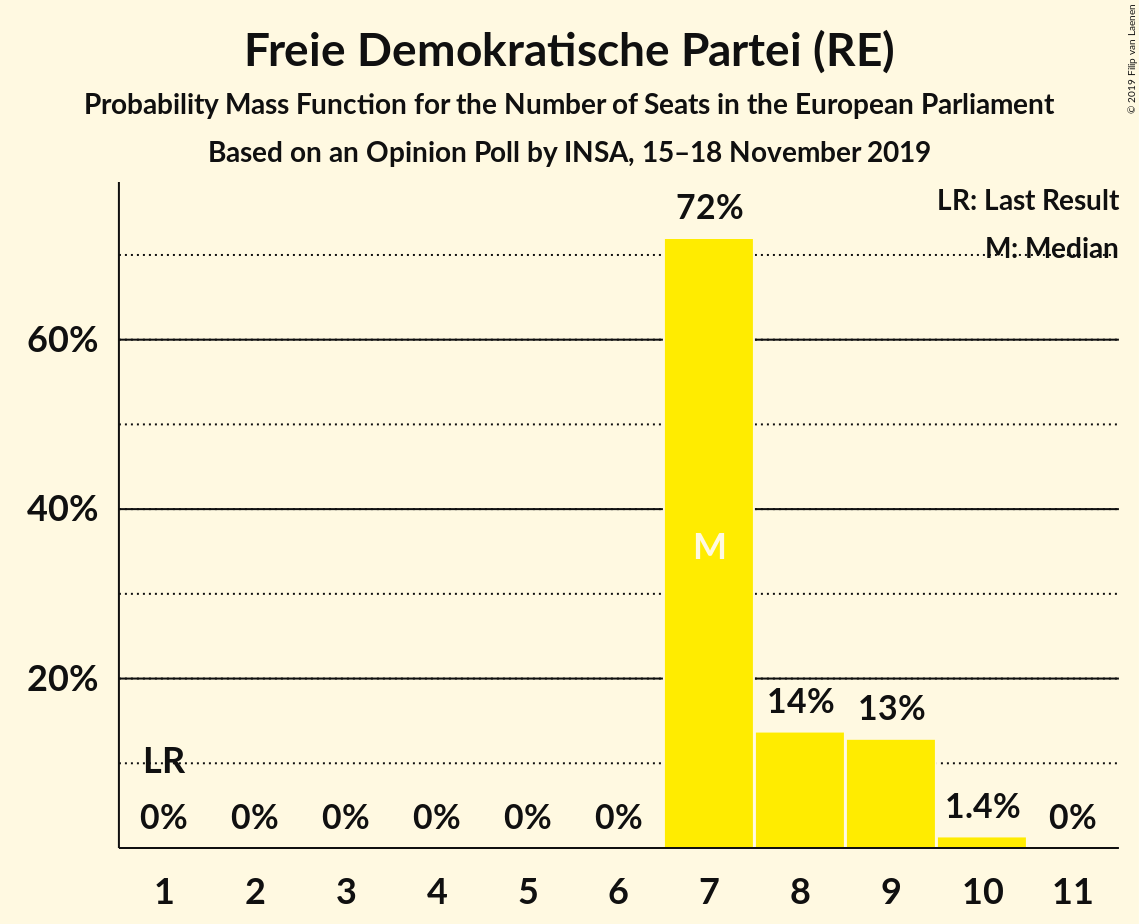 Freie Demokratische Partei (RE)
Probability Mass Function for the Number of Seats in the European Parliament
Based on an Opinion Poll by INSA, 15–18 November 2019
© 2019 Filip van Laenen
LR: Last Result
M: Median
72%
60%
40%
M
20%
14%
13%
LR
0%
0%
0%
0%
0%
0%
1.4%
0%
1 2 3 4 5 6 7 8 9 10 11